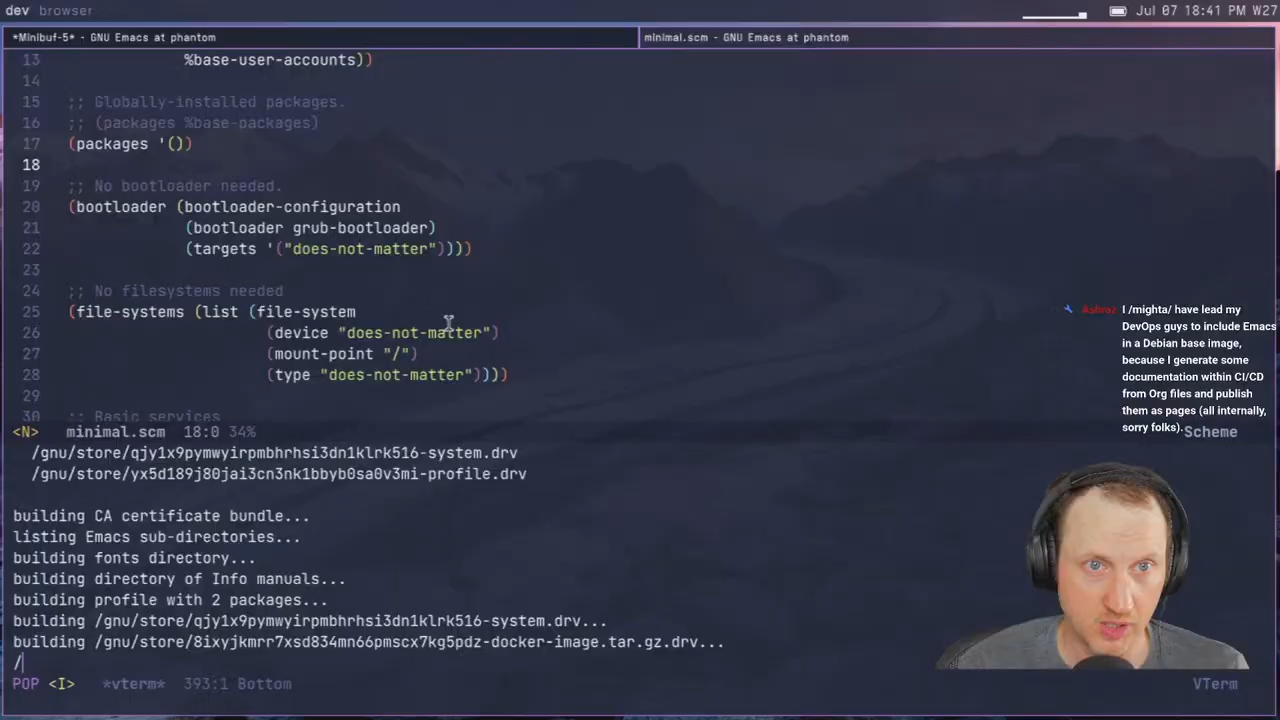 dev browser
Jul 07 18:41 PM W27
*Minibuf-5* - GNU Emacs at phantom
minimal.scm - GNU Emacs at phantom
13 %base-user-accounts))
14
15 ;; Globally-installed packages.
16 ;; (packages %base-packages)
17 (packages '())
18
19 ;; No bootloader needed.
20 (bootloader (bootloader-configuration
21 (bootloader grub-bootloader)
22 (targets '("does-not-matter"))))
23
24 ;; No filesystems needed
25 (file-systems (list (file-system
26 (device "does-not-matter")
27 (mount-point "/")
28 (type "does-not-matter"))))
29
30 ;; Basic services
<N> minimal.scm 18:0 34% Scheme
/gnu/store/qjy1x9pymwyirpmbhrhsi3dn1klrk516-system.drv
/gnu/store/yx5d189j80jai3cn3nk1bbyb0sa0v3mi-profile.drv
building CA certificate bundle...
listing Emacs sub-directories...
building fonts directory...
building directory of Info manuals...
building profile with 2 packages...
building /gnu/store/qjy1x9pymwyirpmbhrhsi3dn1klrk516-system.drv...
building /gnu/store/8ixyjkmrr7xsd834mn66pmscx7kg5pdz-docker-image.tar.gz.drv...
/
POP <I> *vterm* 393:1 Bottom VTerm
Ashraz I /mighta/ have lead my
DevOps guys to include Emacs
in a Debian base image,
because I generate some
documentation within CI/CD
from Org files and publish
them as pages (all internally,
sorry folks).